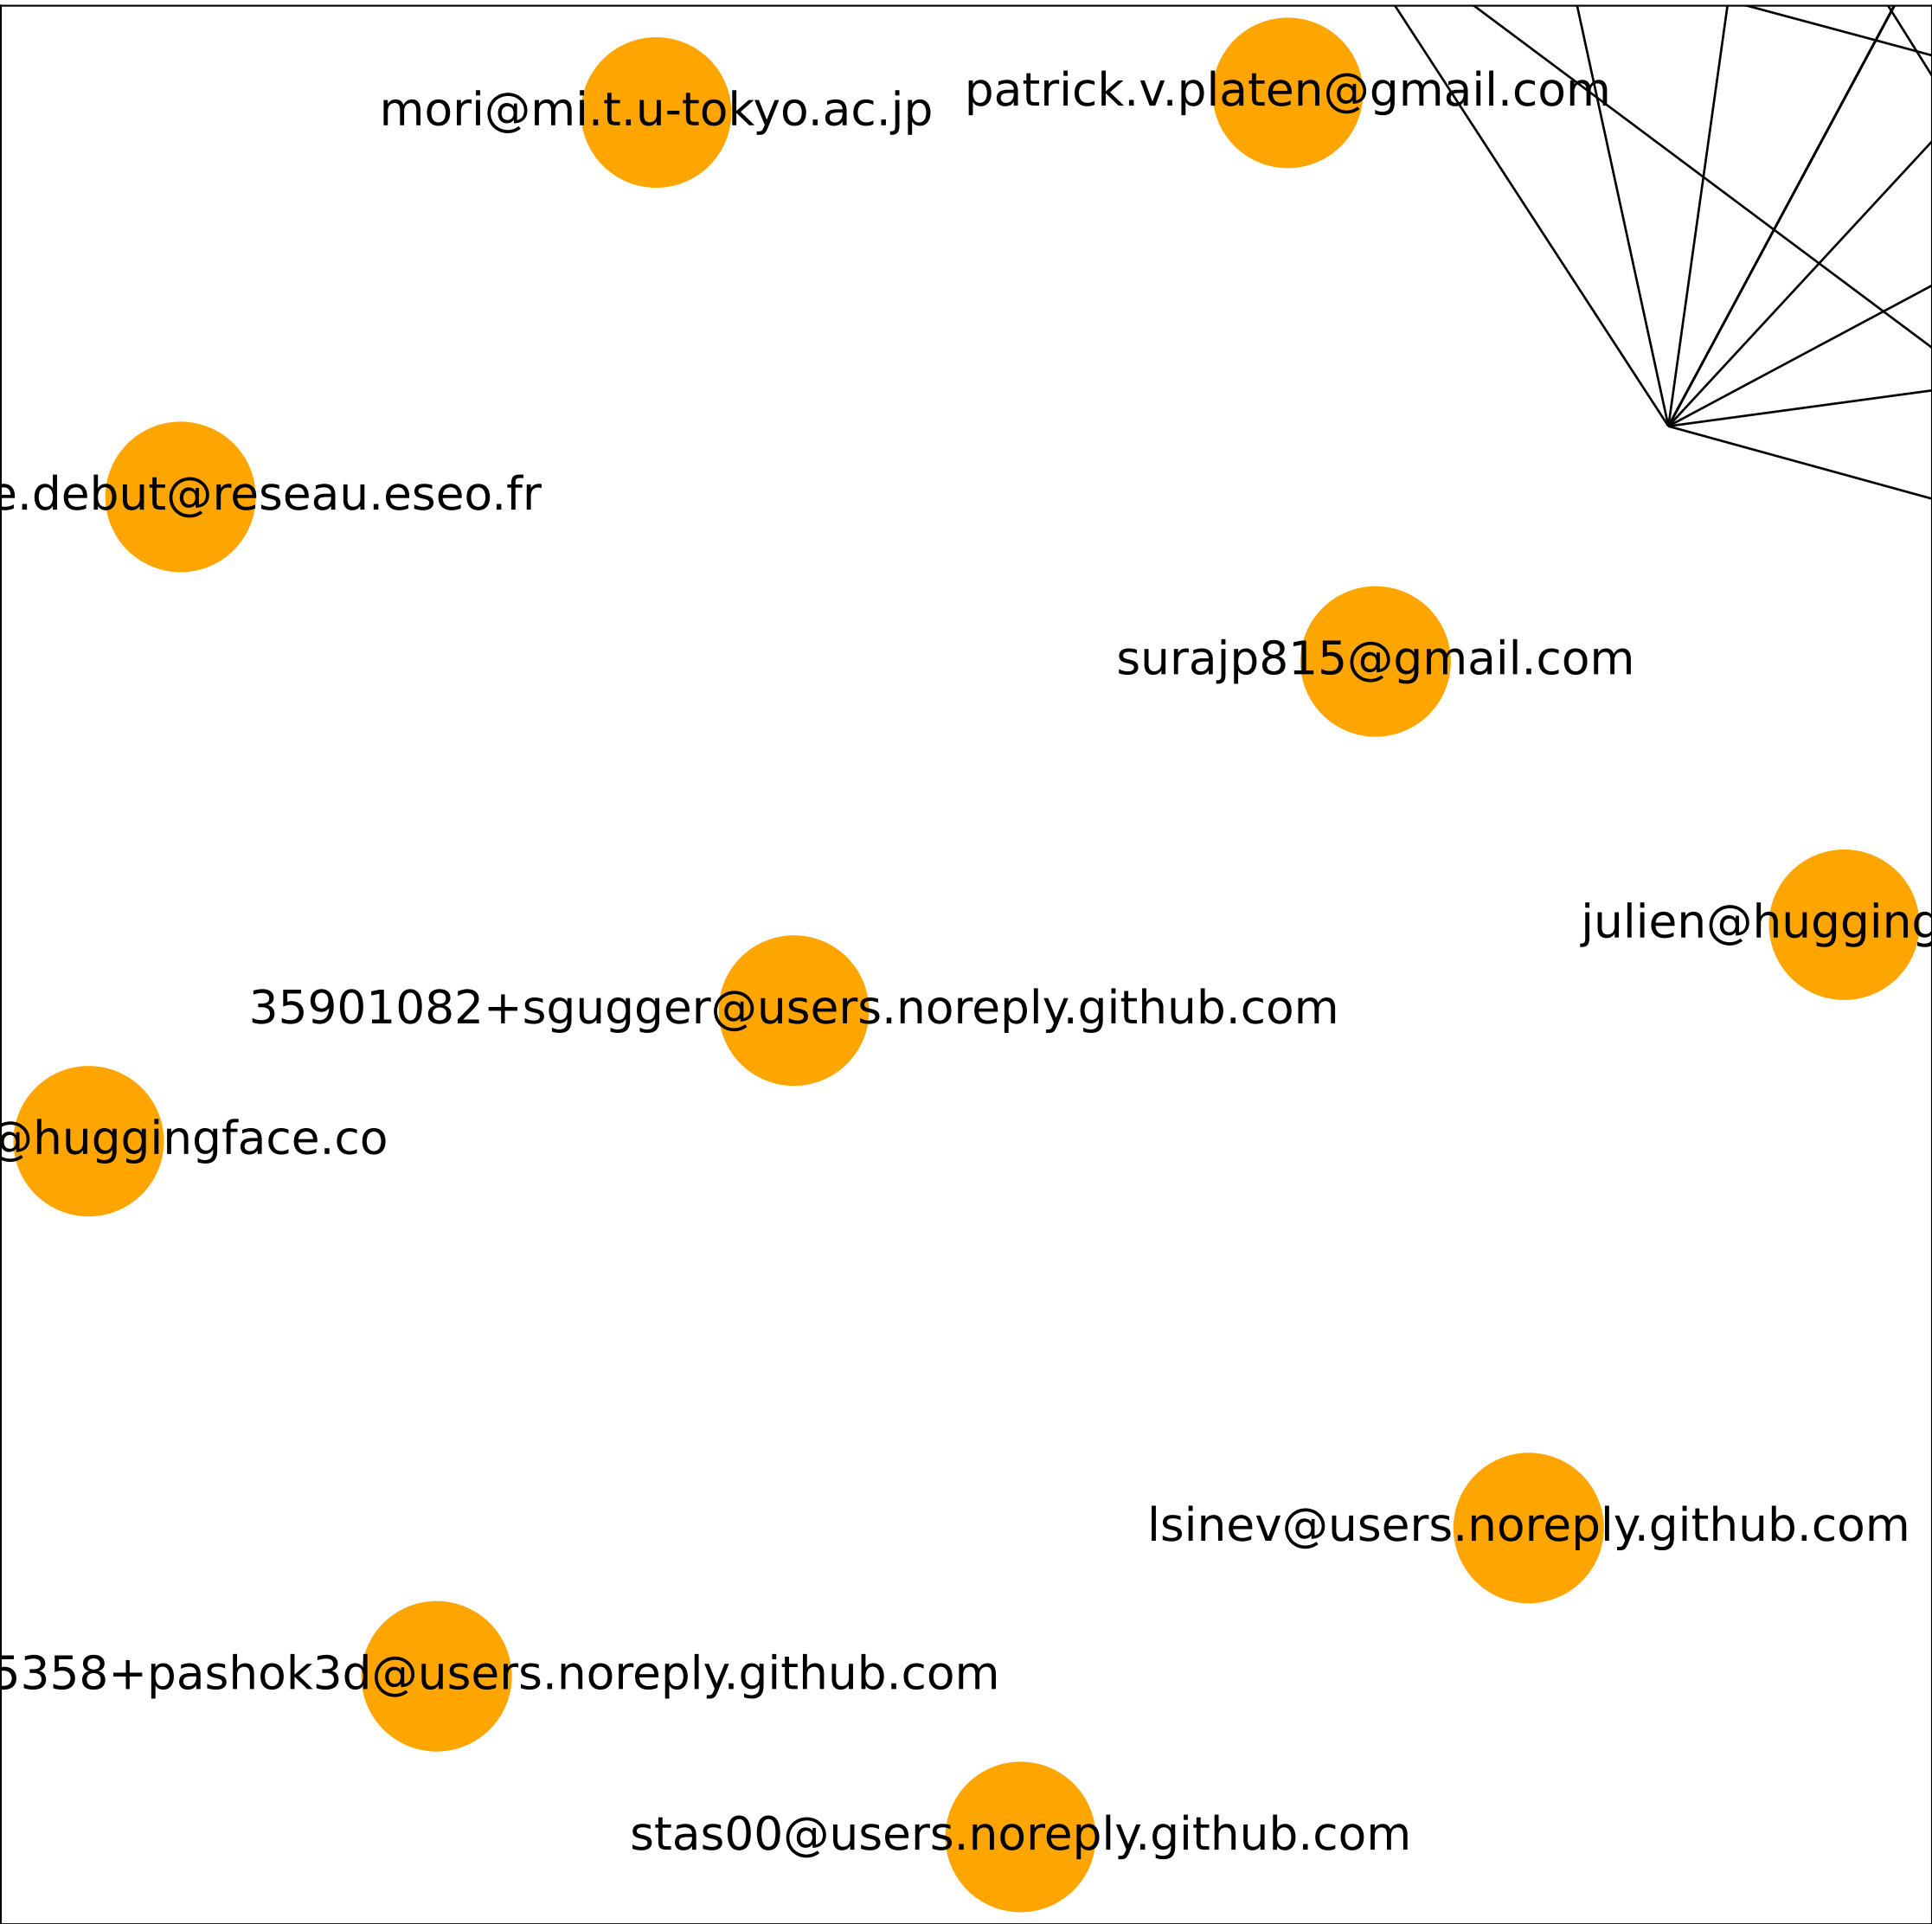 patrick.v.platen@gmail.com
mori@mi.t.u-tokyo.ac.jp
e.debut@reseau.eseo.fr
surajp815@gmail.com
julien@hugging
35901082+sgugger@users.noreply.github.com
@huggingface.co
lsinev@users.noreply.github.com
5358+pashok3d@users.noreply.github.com
stas00@users.noreply.github.com